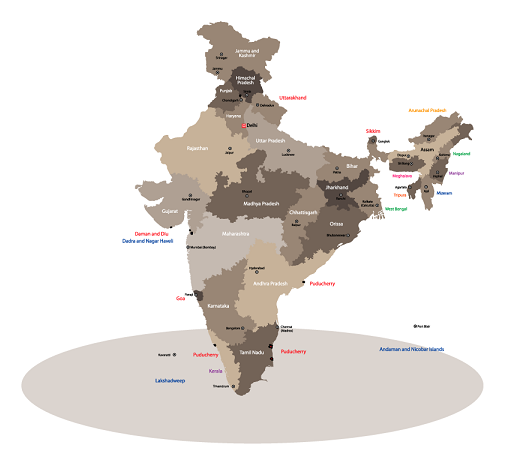 Jammu and
Kashmir
Srinagar
Jammu
Himachal
Pradesh
Punjab
Simla
Chandigarh
Dehradun
Uttarakhand
Haryana
Delhi
Arunachal Pradesh
Sikkim
Gangtok
Itanagar
Rajasthan
Jaipur
Uttar Pradesh
Lucknow
Assam
Dispur
Nagaland
Kohima
Bihar
Patna
Shillong
Meghalaya
Imphal
Manipur
Jharkhand
Ranchi
Agartala
Tripura
Aizl
Mizoram
Gandhinagar
Gujarat
Bhopal
Madhya Pradesh
Kolkata
(Calcutta)
West Bengal
Chhattisgarh
Raipur
Orissa
Bhubaneswar
Daman and Diu
Dadra and Nagar Haveli
Maharashtra
Mumbai (Bombay)
Hyderabad
Andhra Pradesh
Puducherry
Panaji
Goa
Karnataka
Bangalore
Chennai
(Madras)
Port Blair
Andaman and Nicobar Islands
Kavaratti
Puducherry
Tamil Nadu
Puducherry
Kerala
Lakshadweep
Trivandrum